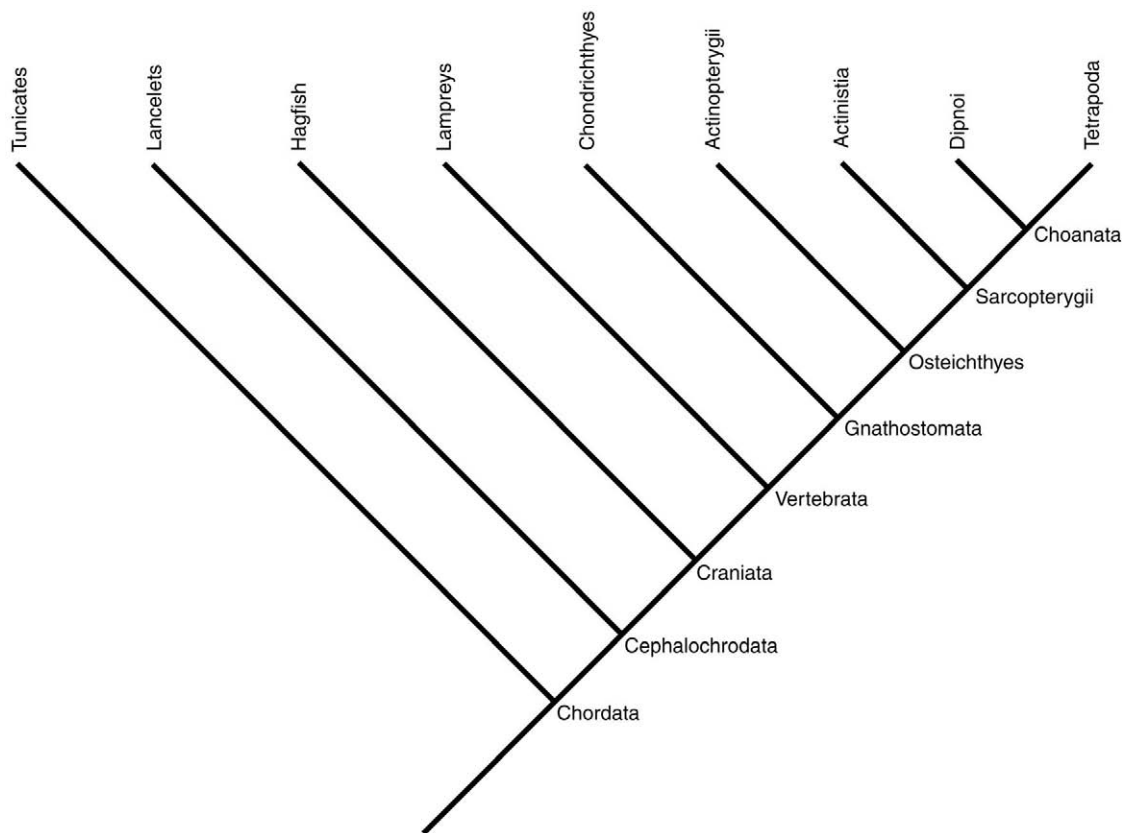 Tunicates
Lancelets
Hagfish
Lampreys
Chondrichthyes
Actinopterygii
Actinistia
Dipnoi
Tetrapoda
Choanata
Sarcopterygii
Osteichthyes
Gnathostomata
Vertebrata
Craniata
Cephalochrodata
Chordata